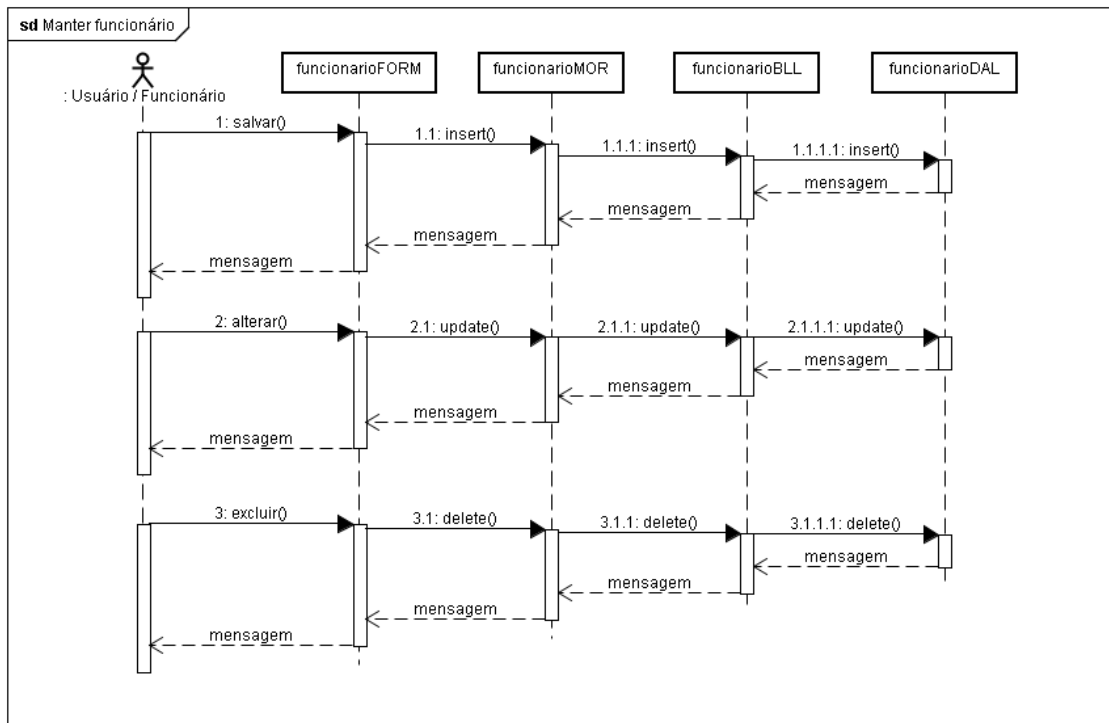 sd Manter funcionário
: Usuário / Funcionário
funcionarioFORM
funcionarioMOR
funcionarioBLL
funcionarioDAL
1: salvar()
1.1: insert()
1.1.1: insert()
1.1.1.1: insert()
mensagem
mensagem
mensagem
mensagem
2: alterar()
2.1: update()
2.1.1: update()
2.1.1.1: update()
mensagem
mensagem
mensagem
mensagem
3: excluir()
3.1: delete()
3.1.1: delete()
3.1.1.1: delete()
mensagem
mensagem
mensagem
mensagem